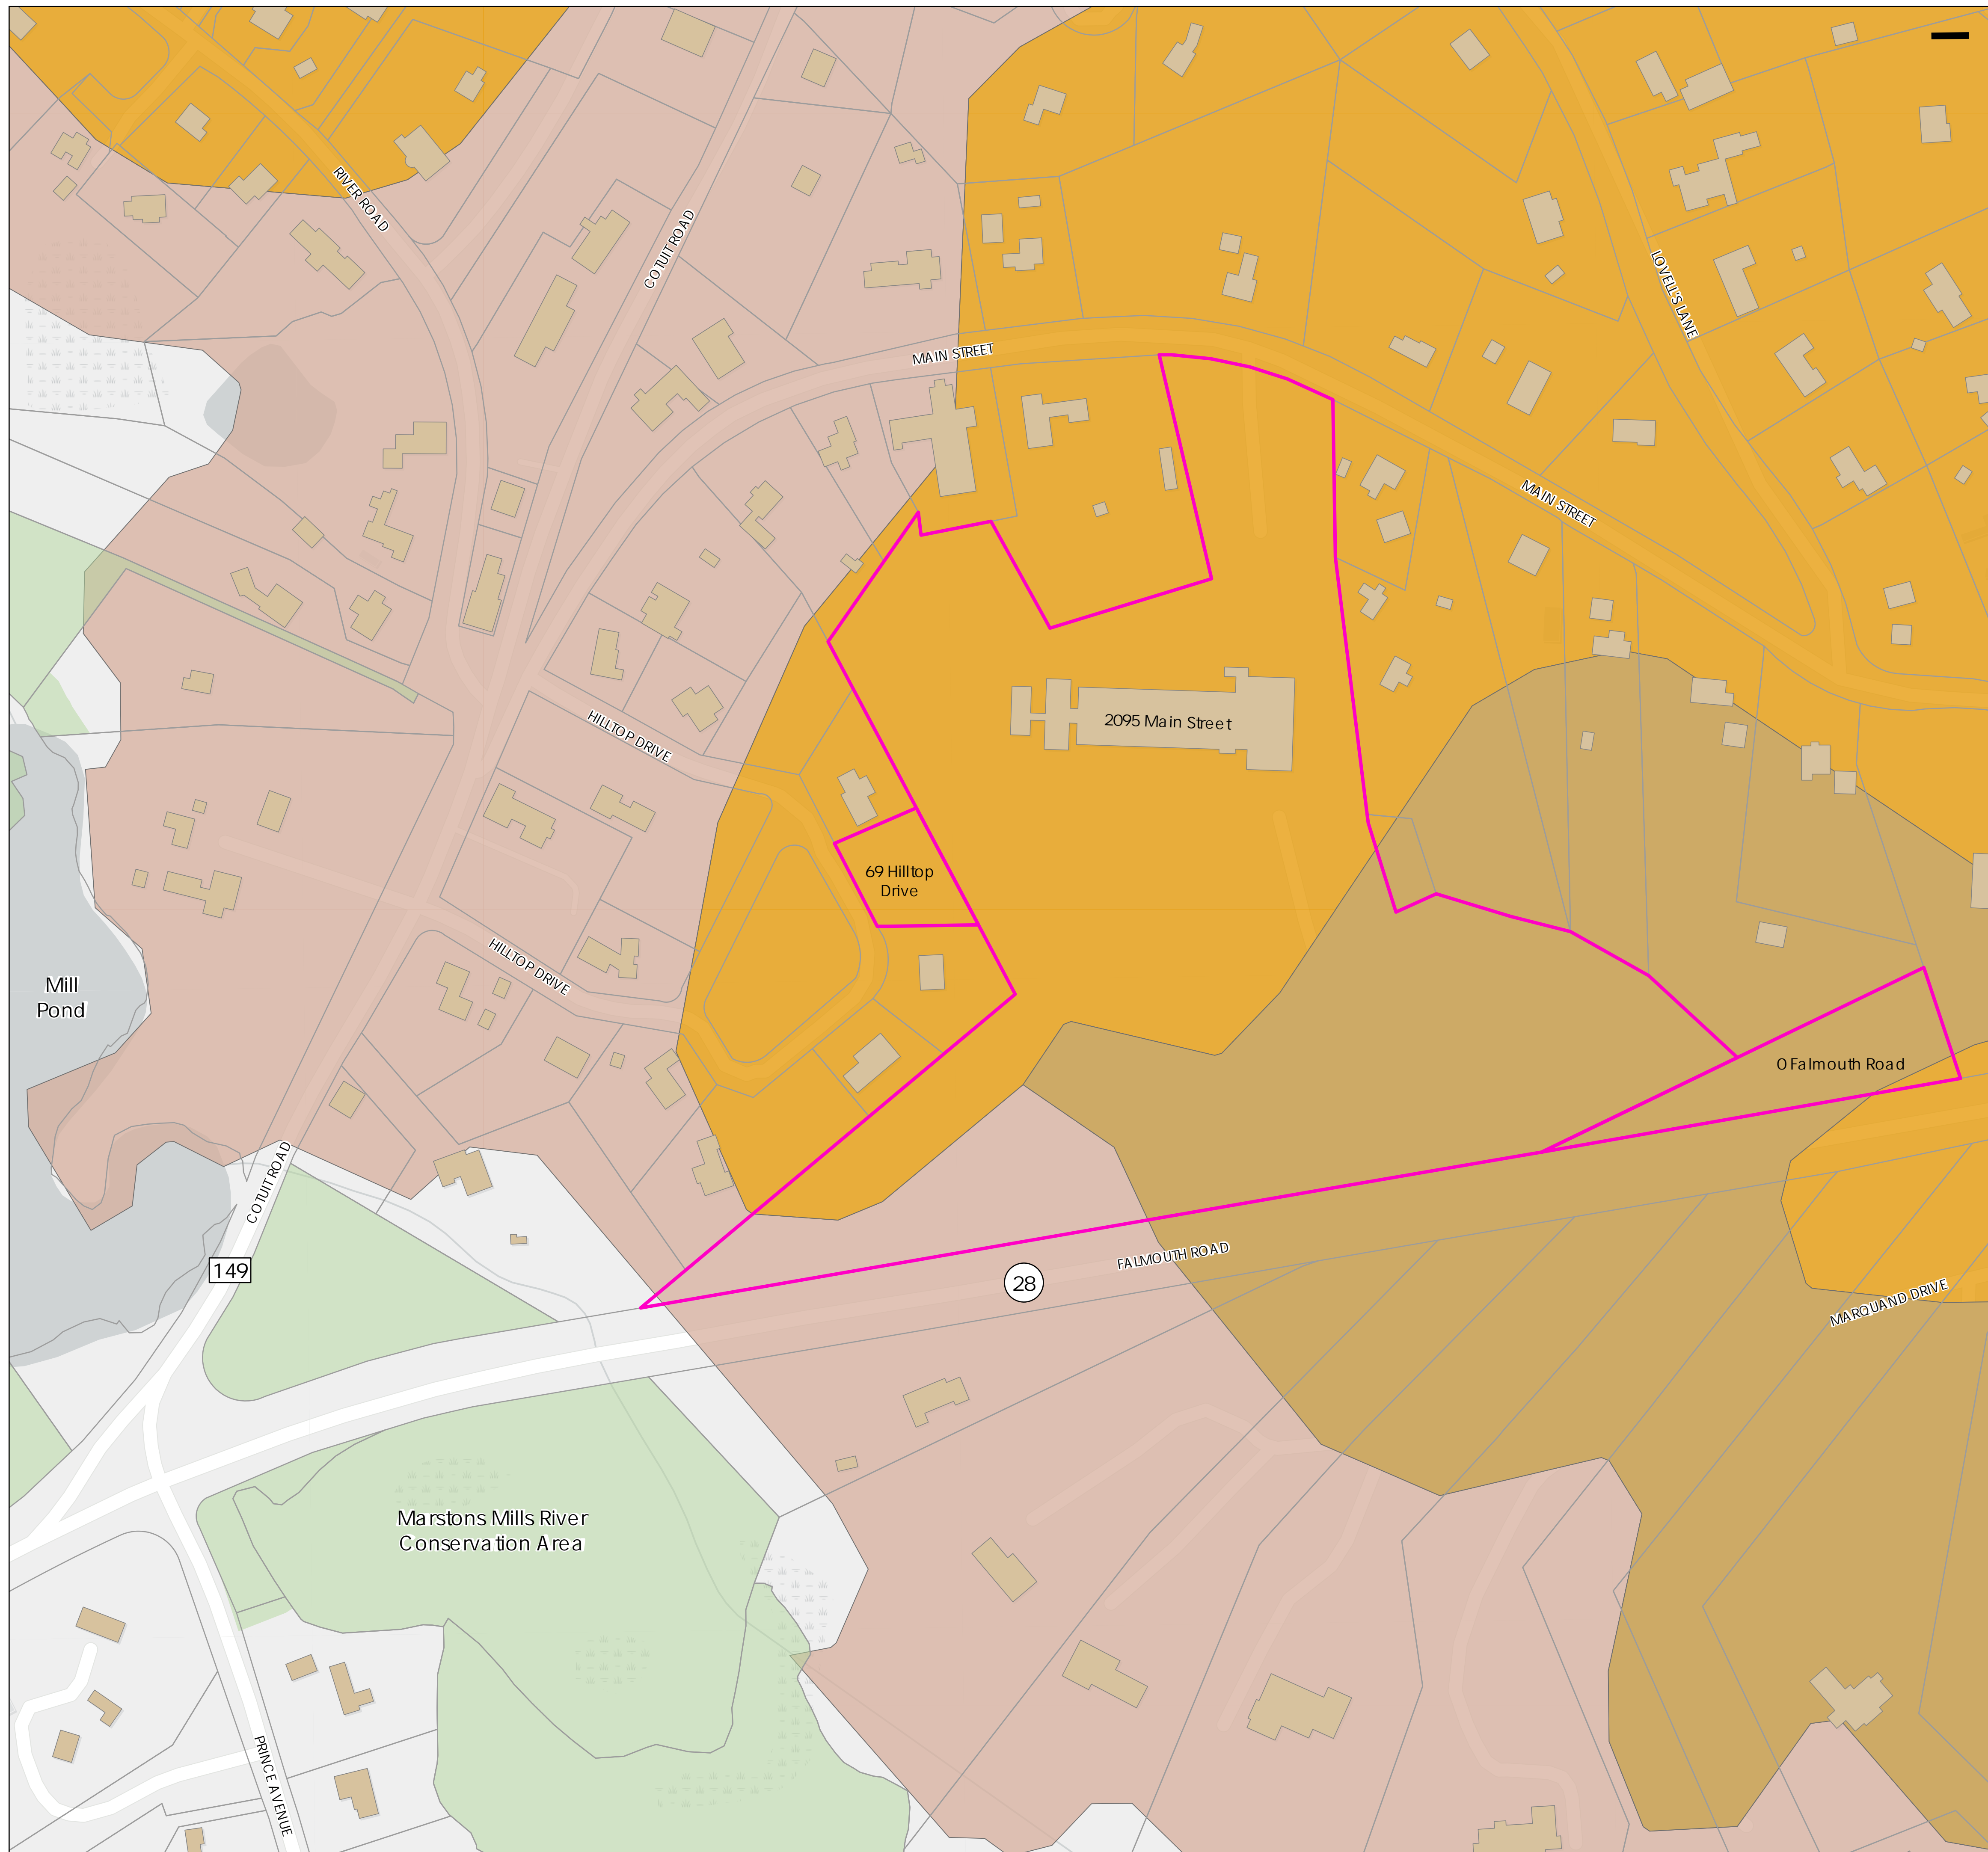 RIVER ROAD
COTUIT ROAD
LOVELL'S LANE
MAIN STREET
MAIN STREET
2095 Main Street
HILLTOP DRIVE
69 Hilltop
Drive
HILLTOP DRIVE
Mill
Pond
0 Falmouth Road
COTUIT ROAD
149
FALMOUTH ROAD
28
MARQUAND DRIVE
Marstons Mills River
Conservation Area
PRINCE AVENUE